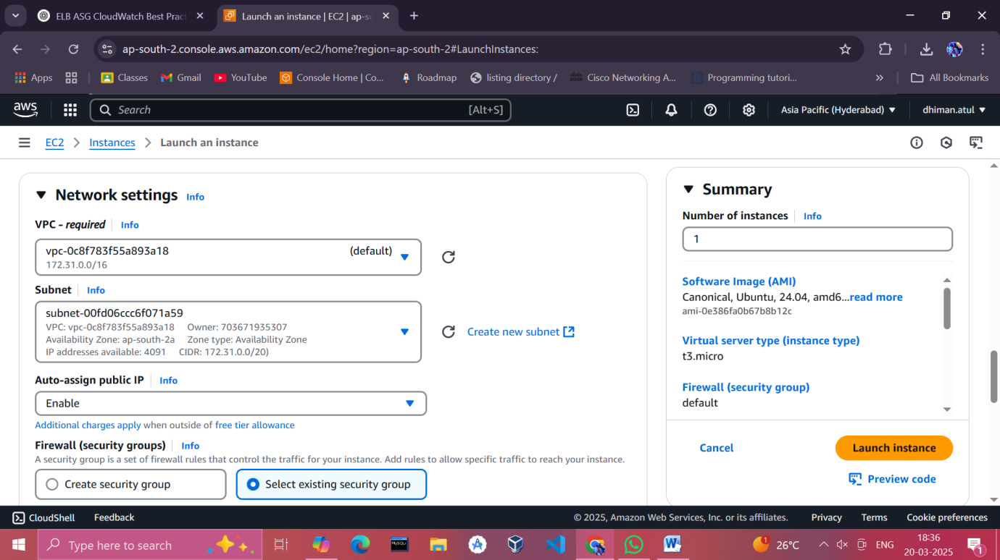 ELB ASG CloudWatch Best Prac
Launch an instance | EC2 | ap-so
ap-south-2.console.aws.amazon.com/ec2/home?region=ap-south-2#LaunchInstances:
Apps
Classes
Gmail
YouTube
Console Home | Co...
Roadmap
listing directory /
Cisco Networking A...
Programming tutori...
»
All Bookmarks
aws
Search
[Alt+S]
Asia Pacific (Hyderabad)
dhiman.atul
EC2
Instances
Launch an instance
Network settings Info
VPC - required Info
vpc-0c8f783f55a893a18 (default)
172.31.0.0/16
Subnet Info
subnet-00fd06ccc6f071a59
VPC: vpc-0c8f783f55a893a18 Owner: 703671935307
Availability Zone: ap-south-2a Zone type: Availability Zone
IP addresses available: 4091 CIDR: 172.31.0.0/20)
Create new subnet
Auto-assign public IP Info
Enable
Additional charges apply when outside of free tier allowance
Firewall (security groups) Info
A security group is a set of firewall rules that control the traffic for your instance. Add rules to allow specific traffic to reach your instance.
Create security group
Select existing security group
Summary
Number of instances Info
1
Software Image (AMI)
Canonical, Ubuntu, 24.04, amd6...read more
ami-0e386fa0b67b8b12c
Virtual server type (instance type)
t3.micro
Firewall (security group)
default
Cancel
Launch instance
Preview code
CloudShell
Feedback
© 2025, Amazon Web Services, Inc. or its affiliates.
Privacy
Terms
Cookie preferences
Type here to search
MySQL
1
26°C
ENG
18:36
20-03-2025
1